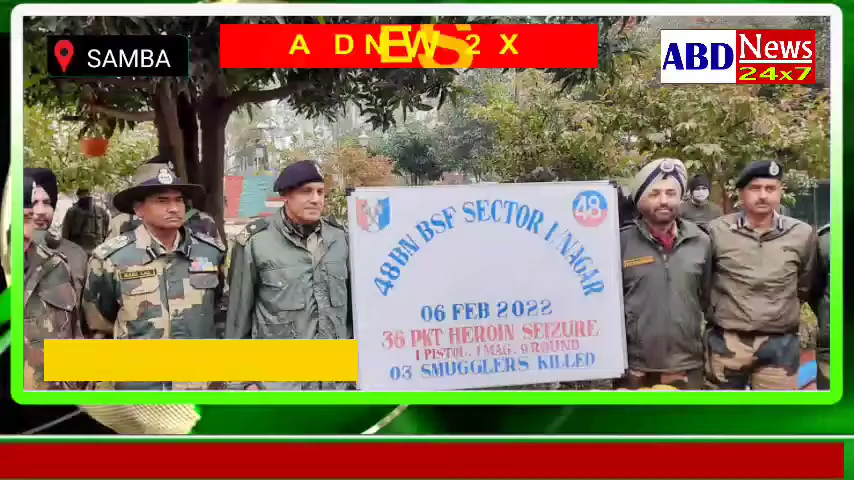 SAMBA
ABD News
24x7
48BN BSF SECTOR I/NAGAR
48
06 FEB 2022
36 PKT HEROIN SEIZURE
1 PISTOL, 1 MAG, 9 ROUND
03 SMUGGLERS KILLED